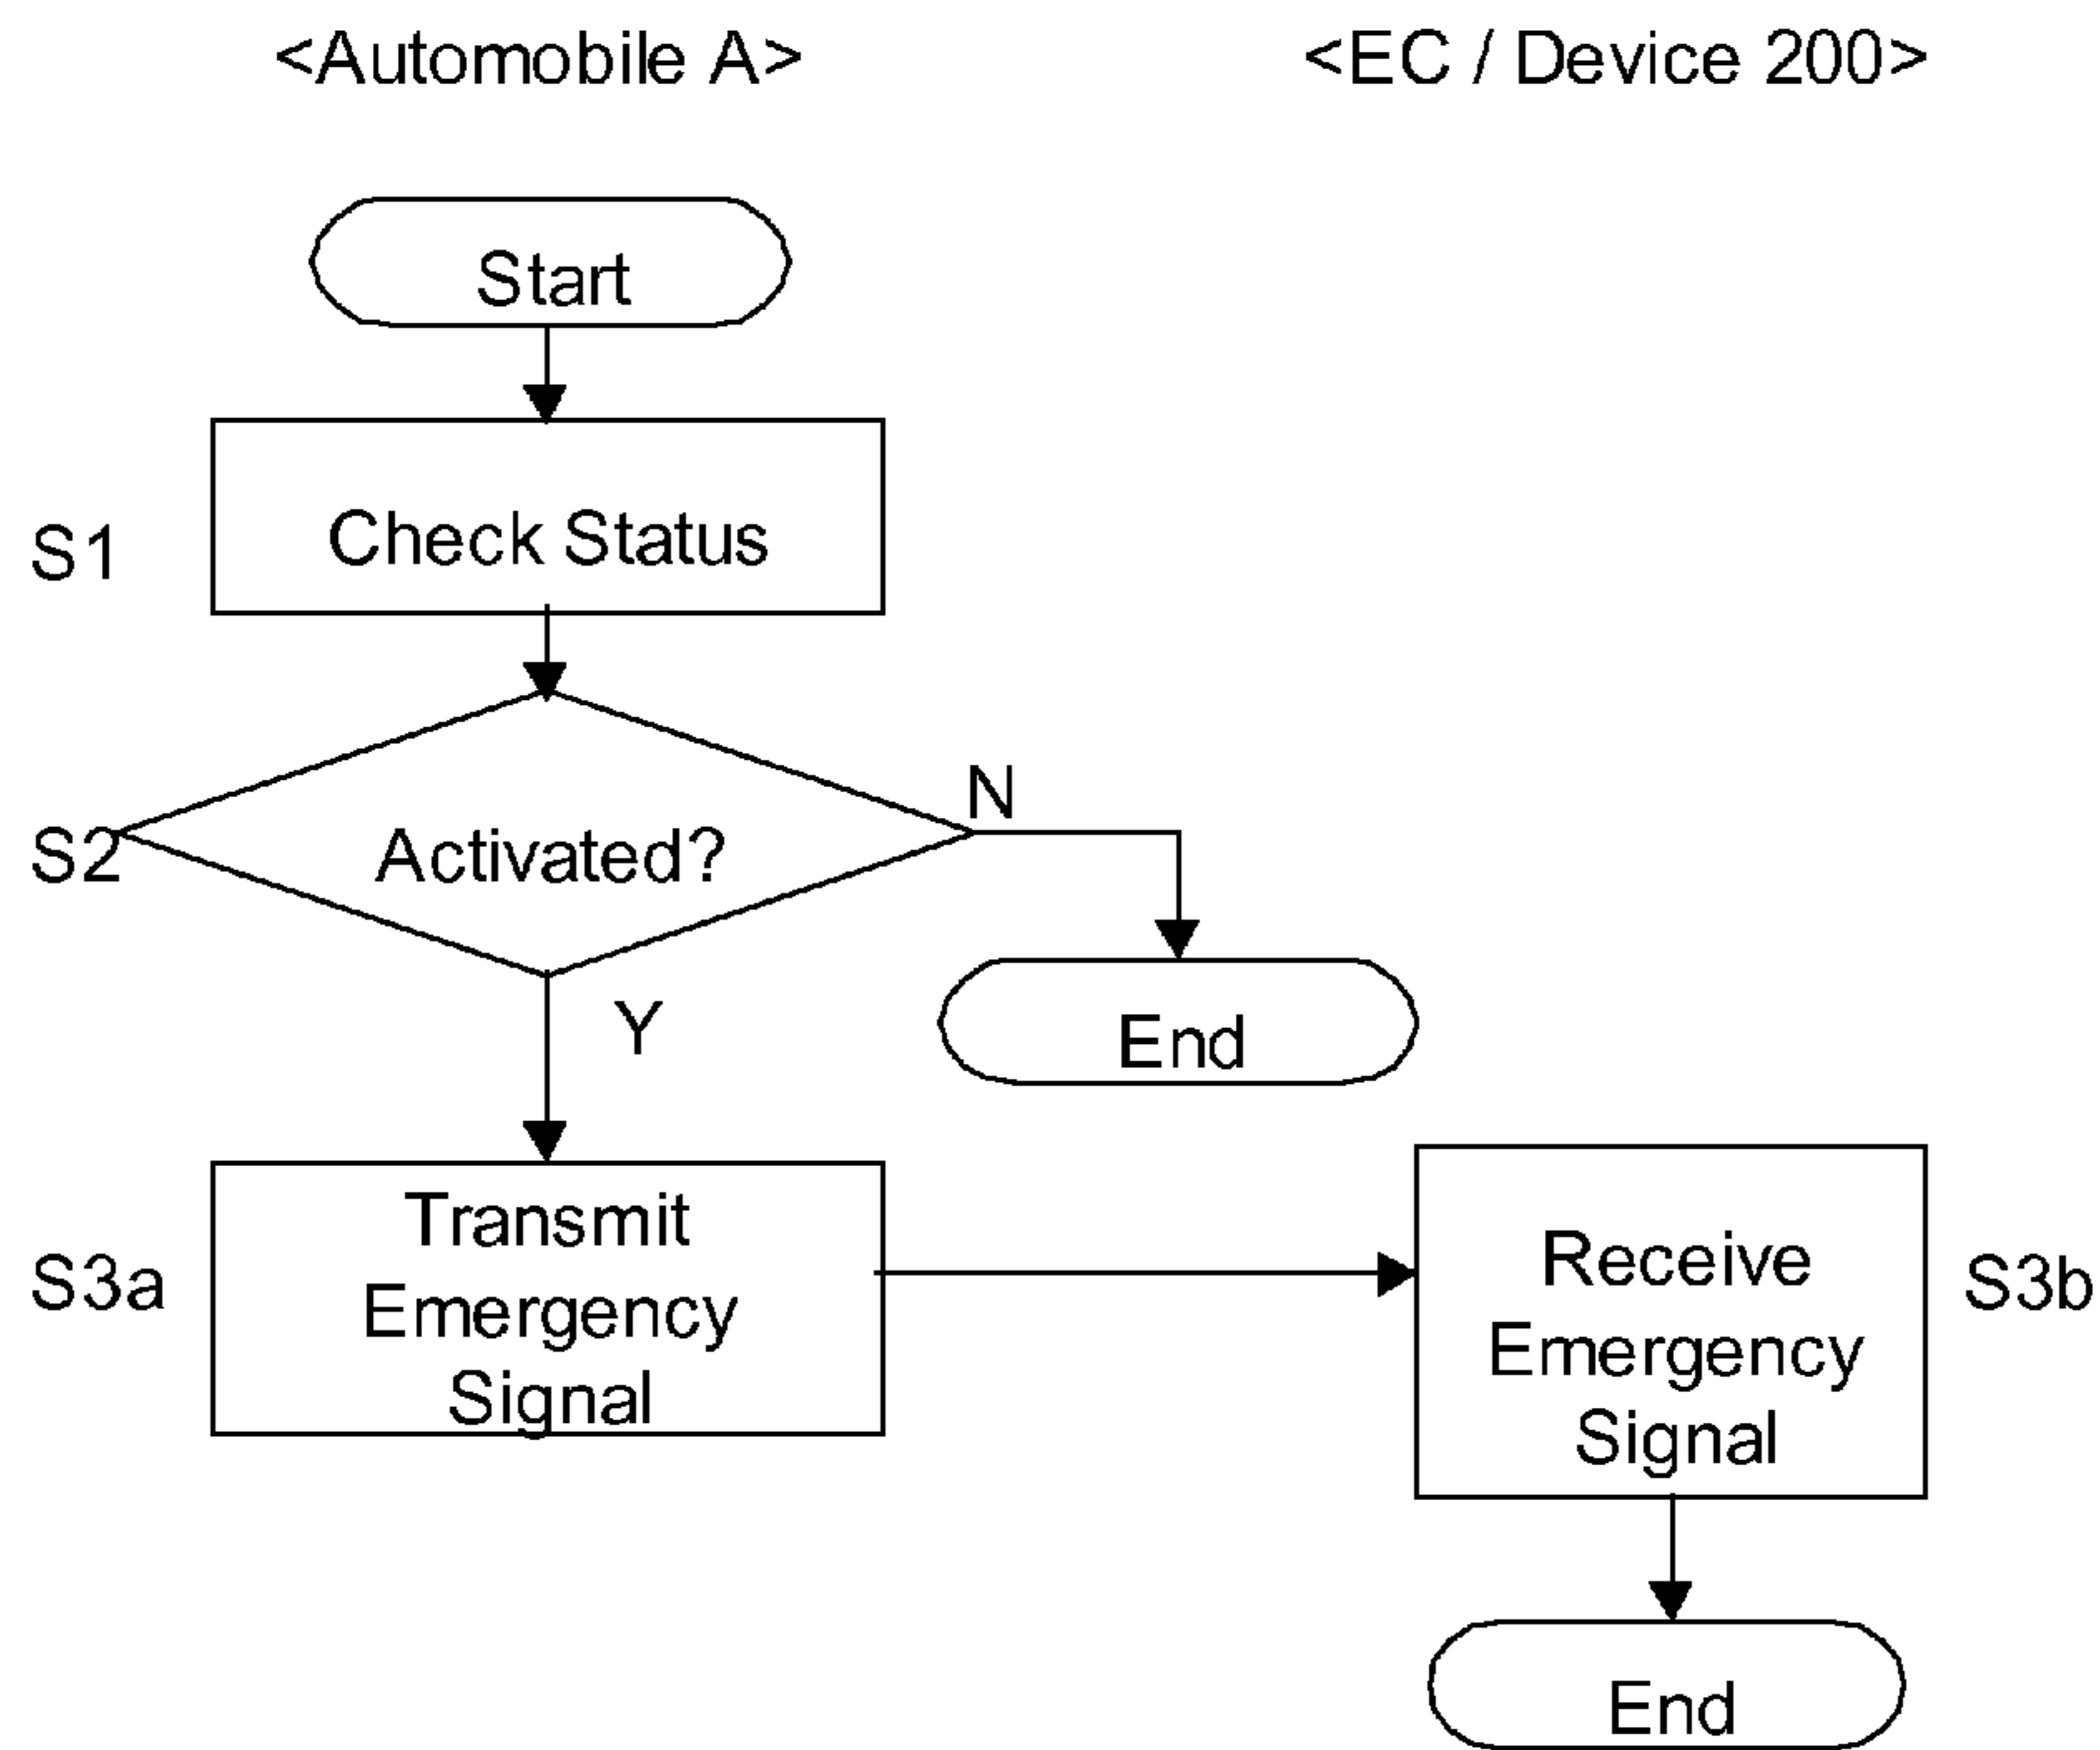 <Automobile A>
<EC / Device 200>
Start
S1
Check Status
S2
Activated?
N
Y
End
S3a
Transmit
Emergency
Signal
Receive
Emergency
Signal
S3b
End